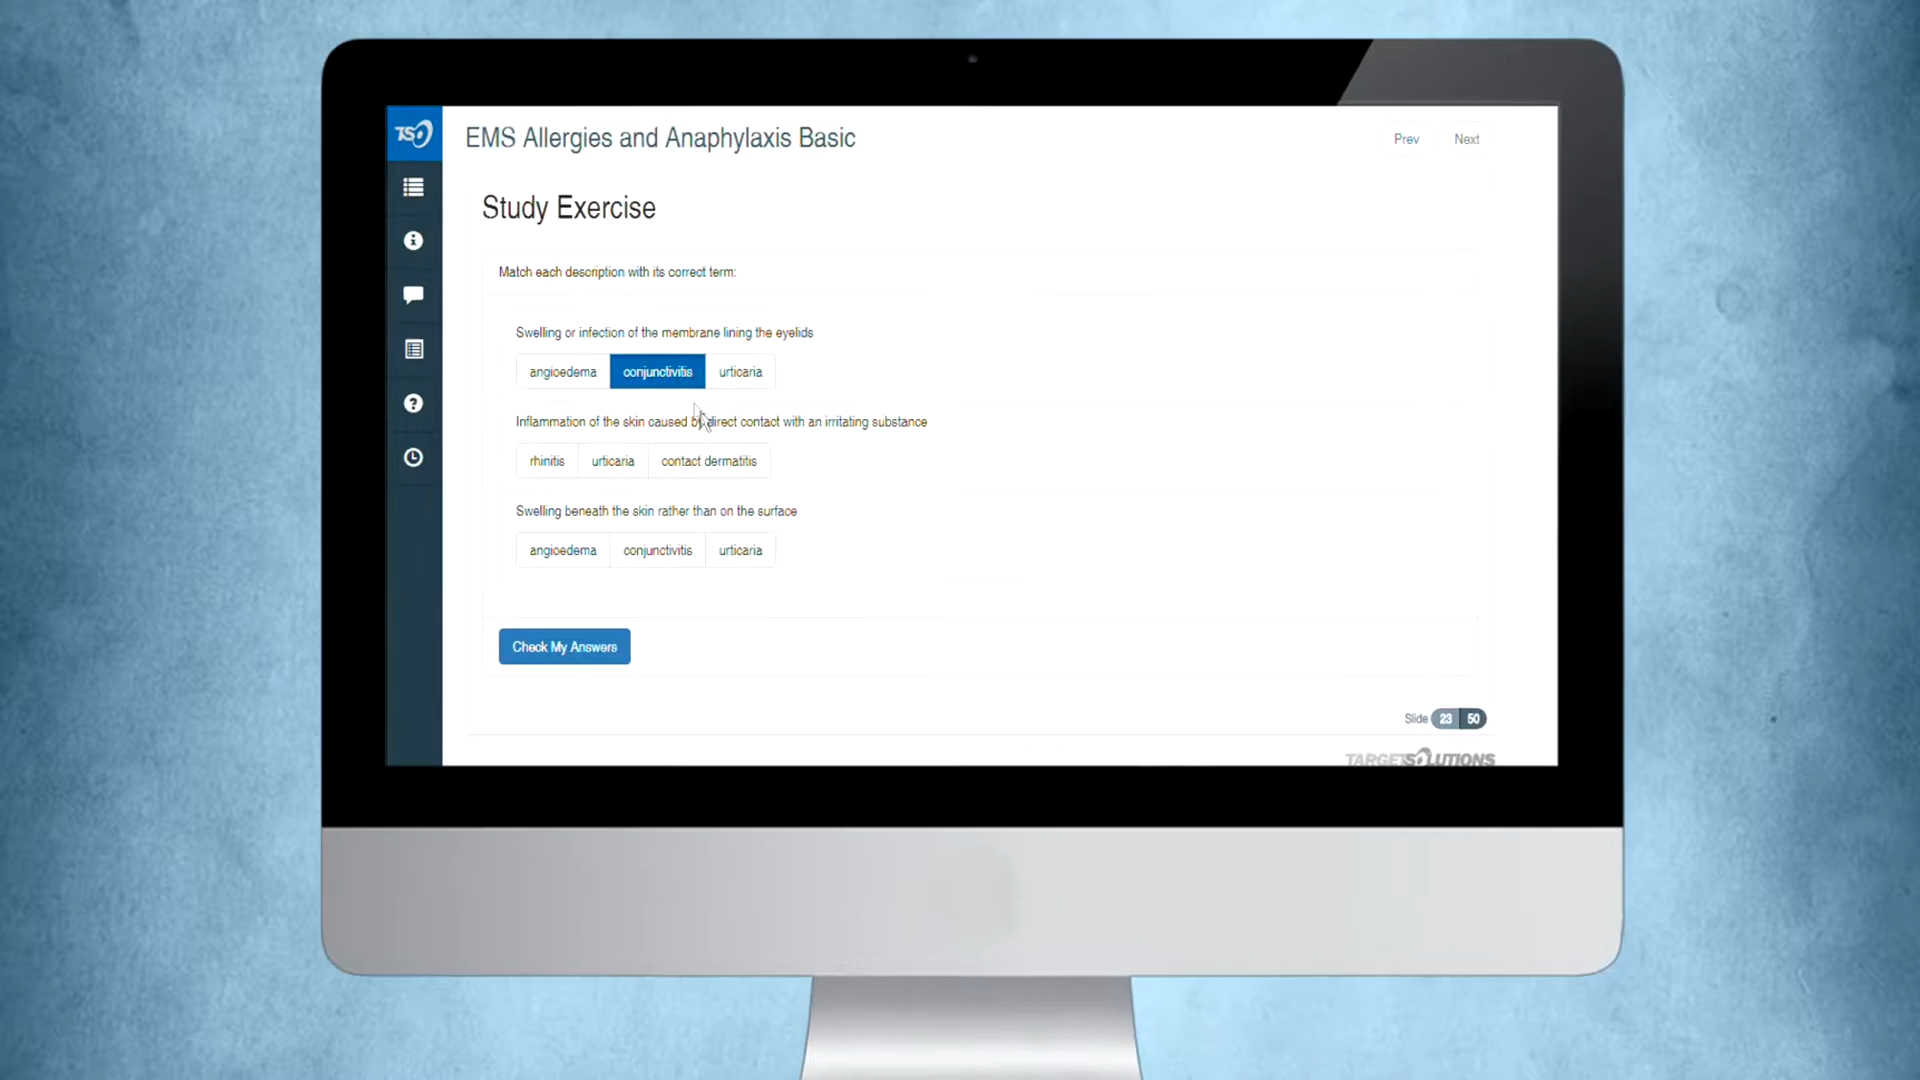 TS
EMS Allergies and Anaphylaxis Basic
Prev Next
Study Exercise
Match each description with its correct term:
Swelling or infection of the membrane lining the eyelids
angioedema conjunctivitis urticaria
Inflammation of the skin caused by direct contact with an irritating substance
rhinitis urticaria contact dermatitis
Swelling beneath the skin rather than on the surface
angioedema conjunctivitis urticaria
Check My Answers
Slide 23 50
TARGETSOLUTIONS